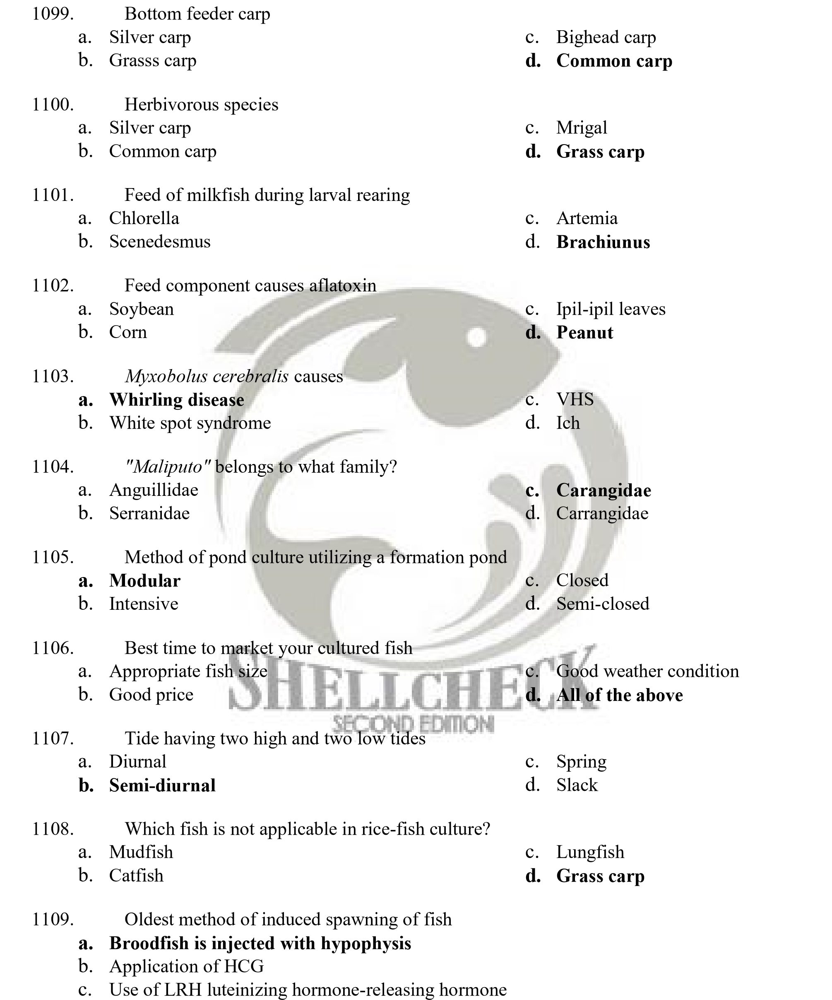 1099. Bottom feeder carp
a. Silver carp c. Bighead carp
b. Grasss carp d. Common carp
1100. Herbivorous species
a. Silver carp c. Mrigal
b. Common carp d. Grass carp
1101. Feed of milkfish during larval rearing
a. Chlorella c. Artemia
b. Scenedesmus d. Brachiunus
1102. Feed component causes aflatoxin
a. Soybean c. Ipil-ipil leaves
b. Corn d. Peanut
1103. Myxobolus cerebralis causes
a. Whirling disease c. VHS
b. White spot syndrome d. Ich
1104. "Maliputo" belongs to what family?
a. Anguillidae c. Carangidae
b. Serranidae d. Carrangidae
1105. Method of pond culture utilizing a formation pond
a. Modular c. Closed
b. Intensive d. Semi-closed
1106. Best time to market your cultured fish
a. Appropriate fish size c. Good weather condition
b. Good price d. All of the above
SHELLCHECK
SECOND EDITION
1107. Tide having two high and two low tides
a. Diurnal c. Spring
b. Semi-diurnal d. Slack
1108. Which fish is not applicable in rice-fish culture?
a. Mudfish c. Lungfish
b. Catfish d. Grass carp
1109. Oldest method of induced spawning of fish
a. Broodfish is injected with hypophysis
b. Application of HCG
c. Use of LRH luteinizing hormone-releasing hormone